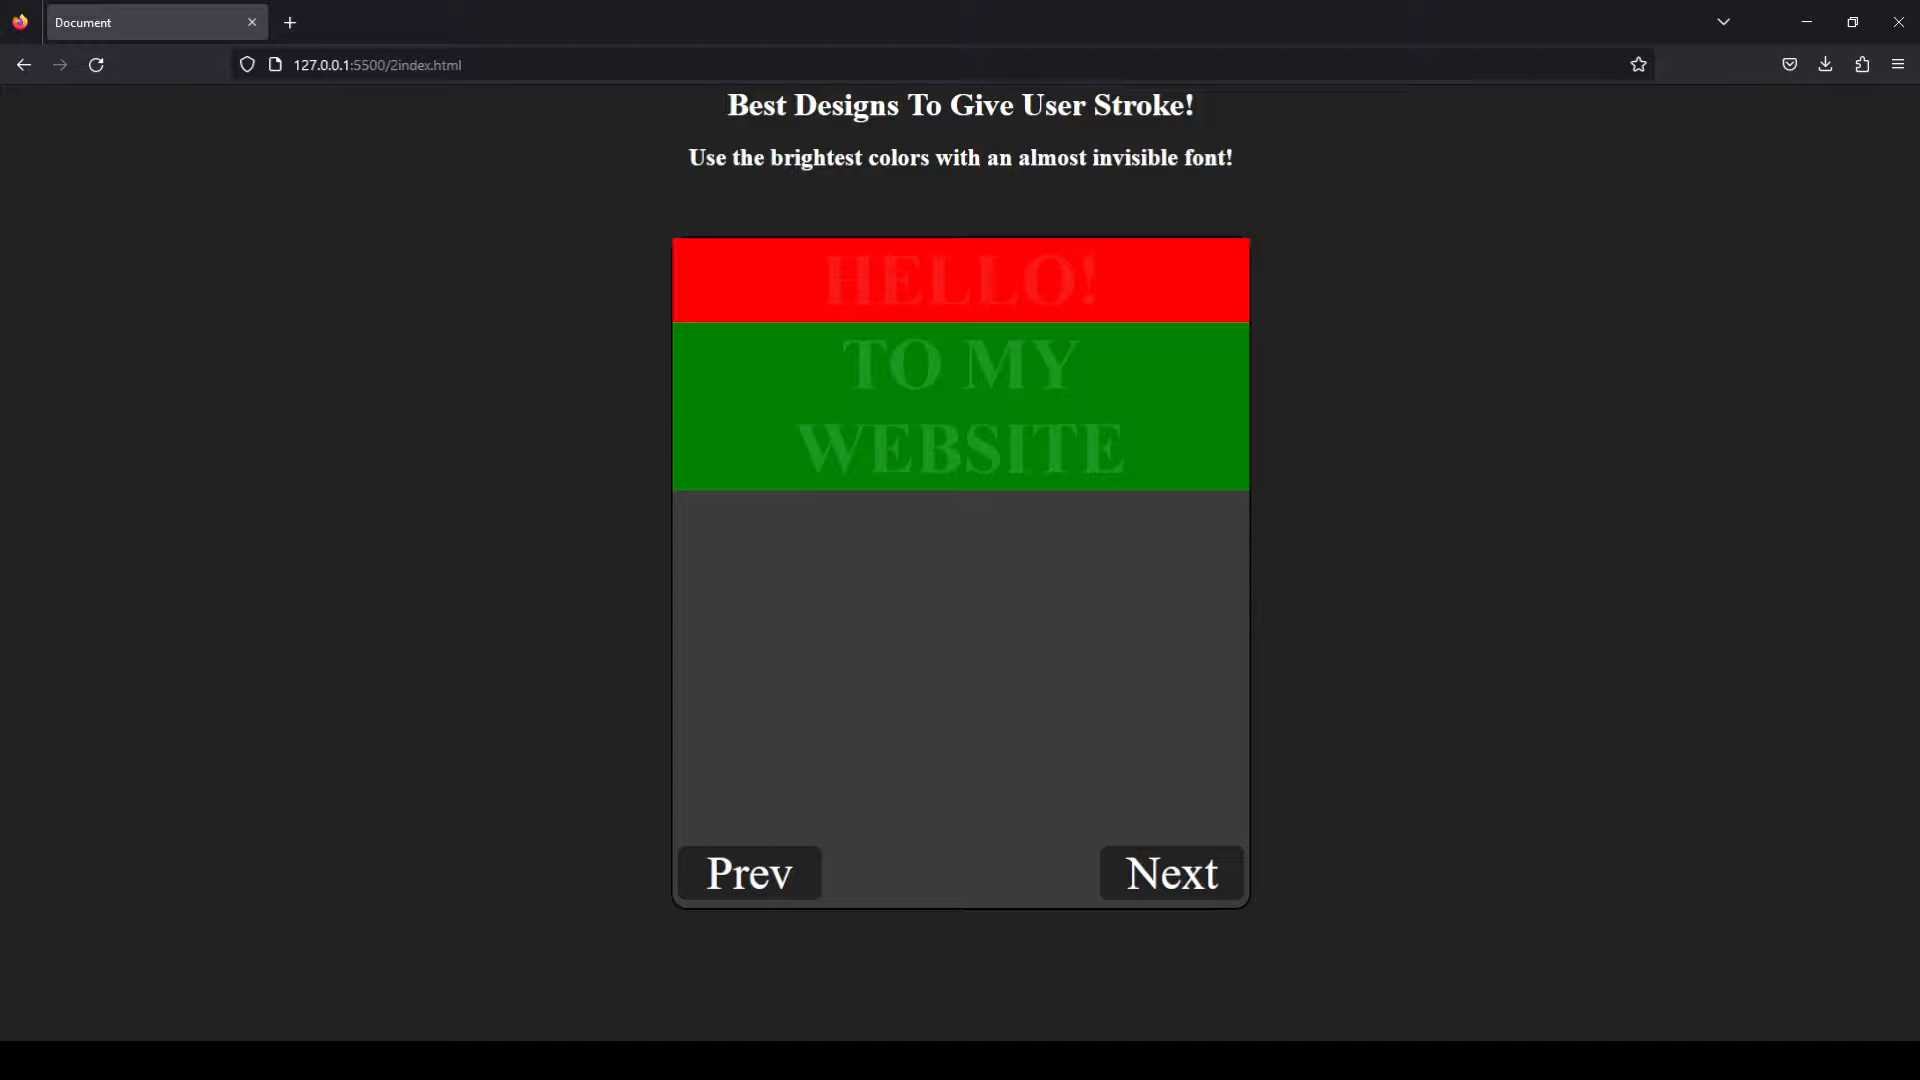 Document
127.0.0.1:5500/2index.html
Best Designs To Give User Stroke!
Use the brightest colors with an almost invisible font!
HELLO!
TO MY
WEBSITE
Prev
Next